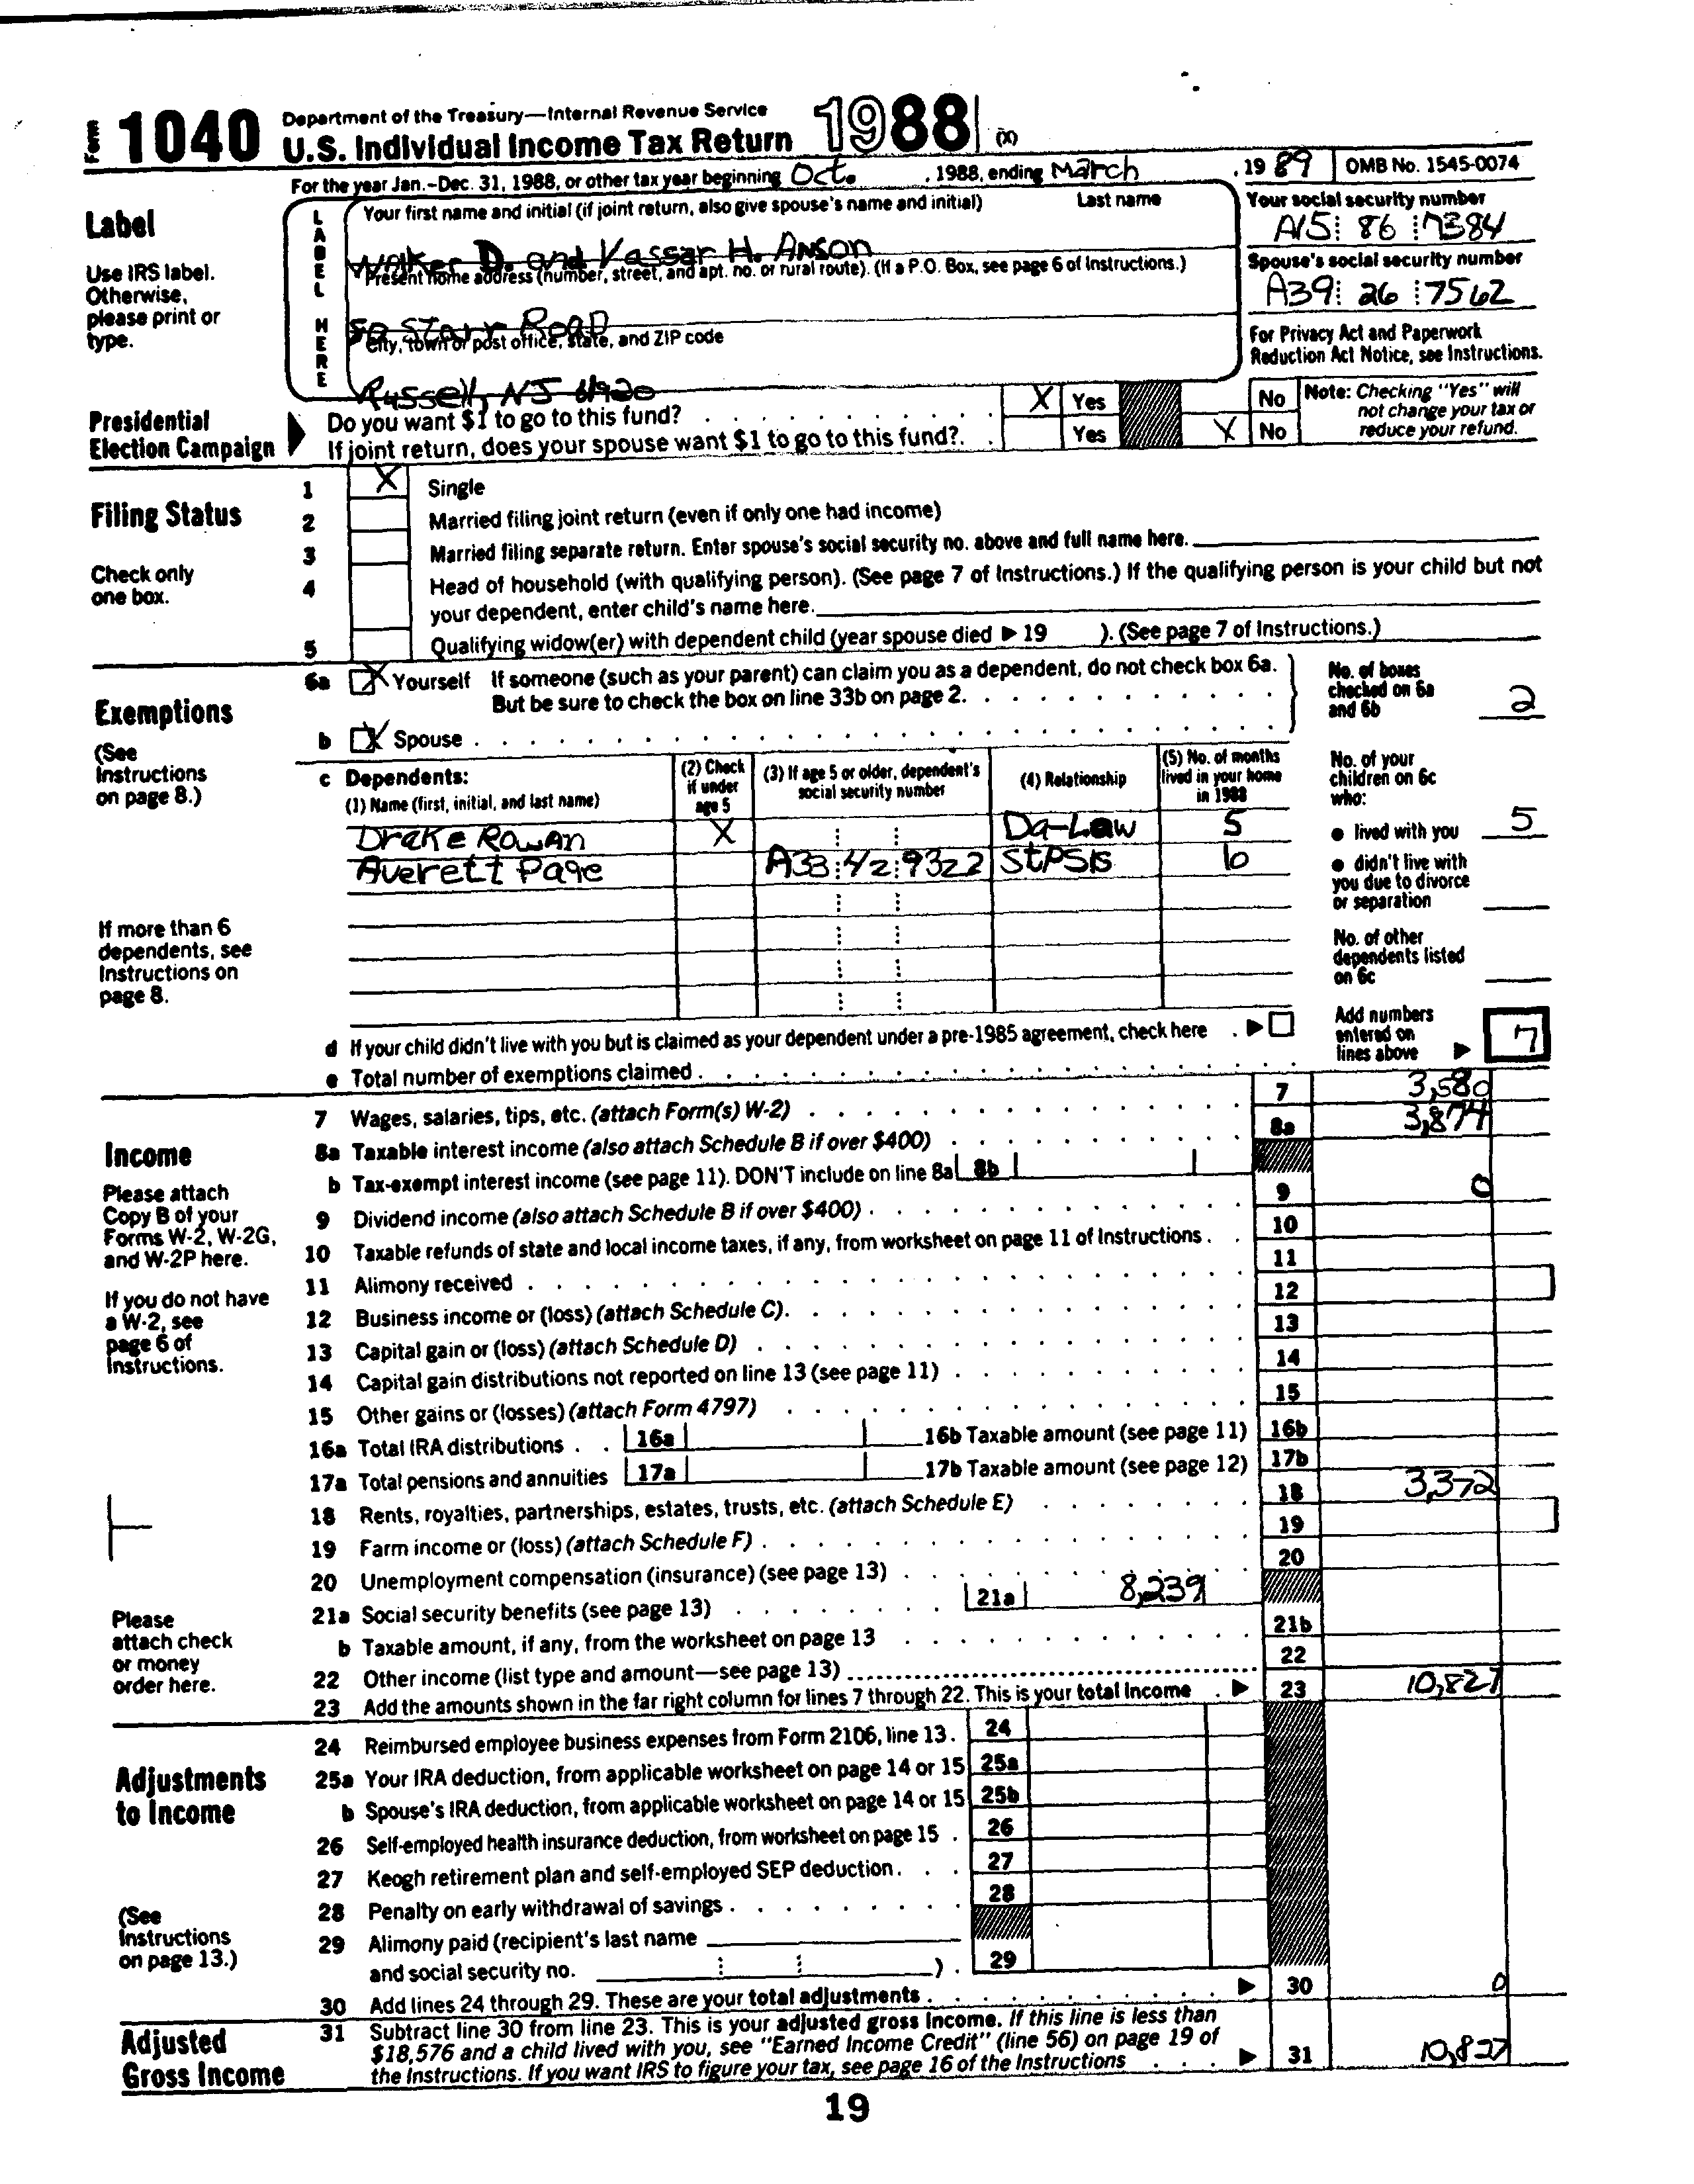 Form 1040 Department of the Treasury—Internal Revenue Service
U.S. Individual Income Tax Return 1988 (X)
For the year Jan.-Dec. 31, 1988, or other tax year beginning Oct. , 1988, ending March , 19 89 OMB No. 1545-0074
Label
Use IRS label. Otherwise, please print or type.
LABEL HERE
Your first name and initial (if joint return, also give spouse's name and initial) Last name
D. and Vassar H. Anson
Your social security number
A15 86 7384
Present home address (number, street, and apt. no. or rural route). (If a P.O. Box, see page 6 of Instructions.)
Starr Road
Spouse's social security number
A39 26 7562
City, town or post office, state, and ZIP code
Russell, NJ
For Privacy Act and Paperwork Reduction Act Notice, see Instructions.
Presidential Election Campaign
Do you want $1 to go to this fund? X Yes No
If joint return, does your spouse want $1 to go to this fund? Yes X No
Note: Checking "Yes" will not change your tax or reduce your refund.
Filing Status
Check only one box.
1 X Single
2 Married filing joint return (even if only one had income)
3 Married filing separate return. Enter spouse's social security no. above and full name here.
4 Head of household (with qualifying person). (See page 7 of Instructions.) If the qualifying person is your child but not
your dependent, enter child's name here.
5 Qualifying widow(er) with dependent child (year spouse died ▶ 19 ). (See page 7 of Instructions.)
Exemptions
(See Instructions on page 8.)
6a X Yourself If someone (such as your parent) can claim you as a dependent, do not check box 6a.
But be sure to check the box on line 33b on page 2.
b X Spouse
No. of boxes checked on 6a and 6b 2
c Dependents:
(1) Name (first, initial, and last name) (2) Check if under age 5 (3) If age 5 or older, dependent's social security number (4) Relationship (5) No. of months lived in your home in 1988
Drake Rowan X Da-Law 5
Averett Page A33 42 9322 StPSis 10
If more than 6 dependents, see Instructions on page 8.
No. of your children on 6c who:
● lived with you 5
● didn't live with you due to divorce or separation
No. of other dependents listed on 6c
d If your child didn't live with you but is claimed as your dependent under a pre-1985 agreement, check here ▶
e Total number of exemptions claimed
Add numbers entered on lines above ▶ 7
Income
Please attach Copy B of your Forms W-2, W-2G, and W-2P here.
If you do not have a W-2, see page 6 of Instructions.
Please attach check or money order here.
7 Wages, salaries, tips, etc. (attach Form(s) W-2) 7 3,580
8a Taxable interest income (also attach Schedule B if over $400) 8a 3,874
b Tax-exempt interest income (see page 11). DON'T include on line 8a 8b
9 Dividend income (also attach Schedule B if over $400) 9 0
10 Taxable refunds of state and local income taxes, if any, from worksheet on page 11 of Instructions 10
11 Alimony received 11
12 Business income or (loss) (attach Schedule C) 12
13 Capital gain or (loss) (attach Schedule D) 13
14 Capital gain distributions not reported on line 13 (see page 11) 14
15 Other gains or (losses) (attach Form 4797) 15
16a Total IRA distributions 16a 16b Taxable amount (see page 11) 16b
17a Total pensions and annuities 17a 17b Taxable amount (see page 12) 17b
18 Rents, royalties, partnerships, estates, trusts, etc. (attach Schedule E) 18 3,372
19 Farm income or (loss) (attach Schedule F) 19
20 Unemployment compensation (insurance) (see page 13) 20
21a Social security benefits (see page 13) 21a 8,239
b Taxable amount, if any, from the worksheet on page 13 21b
22 Other income (list type and amount—see page 13) 22
23 Add the amounts shown in the far right column for lines 7 through 22. This is your total income ▶ 23 10,827
Adjustments to Income
(See Instructions on page 13.)
24 Reimbursed employee business expenses from Form 2106, line 13. 24
25a Your IRA deduction, from applicable worksheet on page 14 or 15 25a
b Spouse's IRA deduction, from applicable worksheet on page 14 or 15 25b
26 Self-employed health insurance deduction, from worksheet on page 15 26
27 Keogh retirement plan and self-employed SEP deduction 27
28 Penalty on early withdrawal of savings 28
29 Alimony paid (recipient's last name
and social security no. ) 29
30 Add lines 24 through 29. These are your total adjustments ▶ 30 0
Adjusted Gross Income
31 Subtract line 30 from line 23. This is your adjusted gross income. If this line is less than
$18,576 and a child lived with you, see "Earned Income Credit" (line 56) on page 19 of
the Instructions. If you want IRS to figure your tax, see page 16 of the Instructions ▶ 31 10,827
19